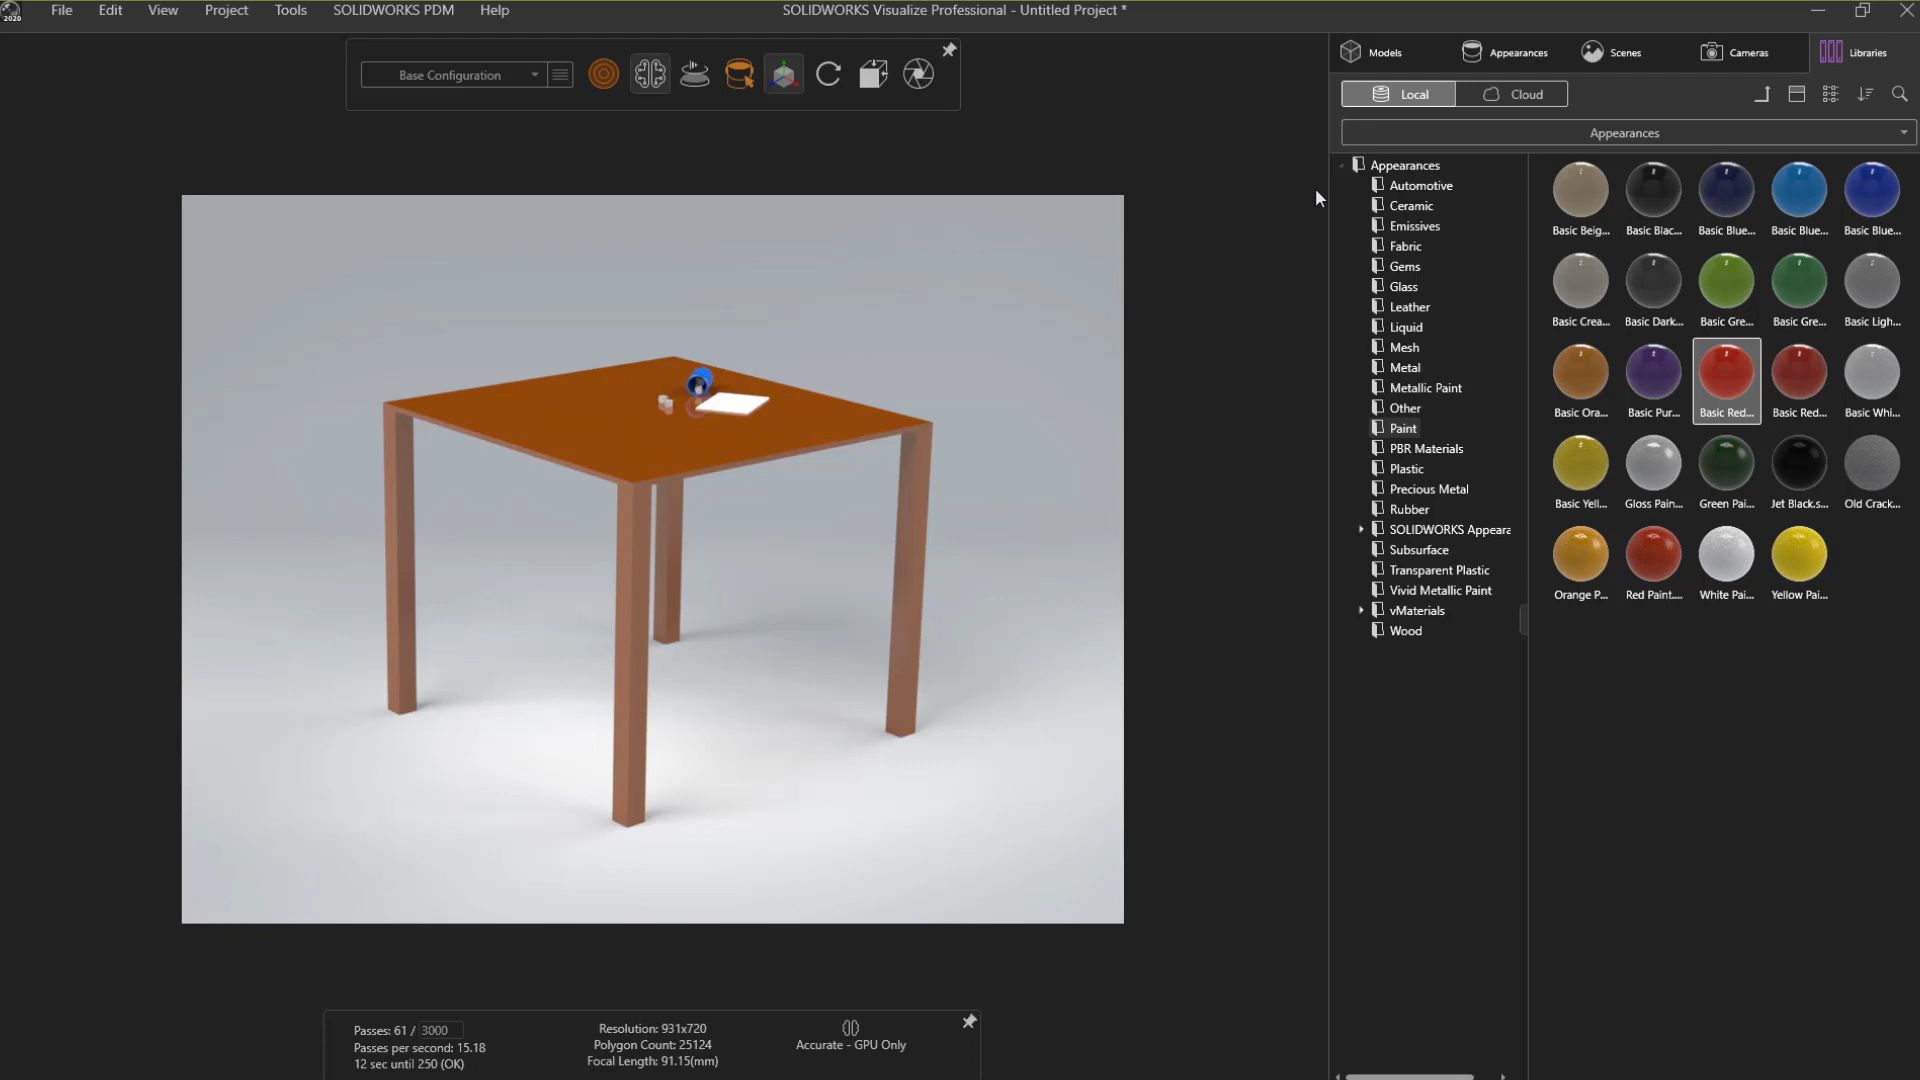 2020
File Edit View Project Tools SOLIDWORKS PDM Help
SOLIDWORKS Visualize Professional - Untitled Project *
Base Configuration
Models Appearances Scenes Cameras Libraries
Local Cloud
Appearances
Appearances
Automotive
Ceramic
Emissives
Fabric
Gems
Glass
Leather
Liquid
Mesh
Metal
Metallic Paint
Other
Paint
PBR Materials
Plastic
Precious Metal
Rubber
SOLIDWORKS Appeara
Subsurface
Transparent Plastic
Vivid Metallic Paint
vMaterials
Wood
Basic Beig... Basic Blac... Basic Blue... Basic Blue... Basic Blue...
Basic Crea... Basic Dark... Basic Gre... Basic Gre... Basic Ligh...
Basic Ora... Basic Pur... Basic Red... Basic Red... Basic Whi...
Basic Yell... Gloss Pain... Green Pai... Jet Black.s... Old Crack...
Orange P... Red Paint.... White Pai... Yellow Pai...
Passes: 61 / 3000
Passes per second: 15.18
12 sec until 250 (OK)
Resolution: 931x720
Polygon Count: 25124
Focal Length: 91.15(mm)
Accurate - GPU Only